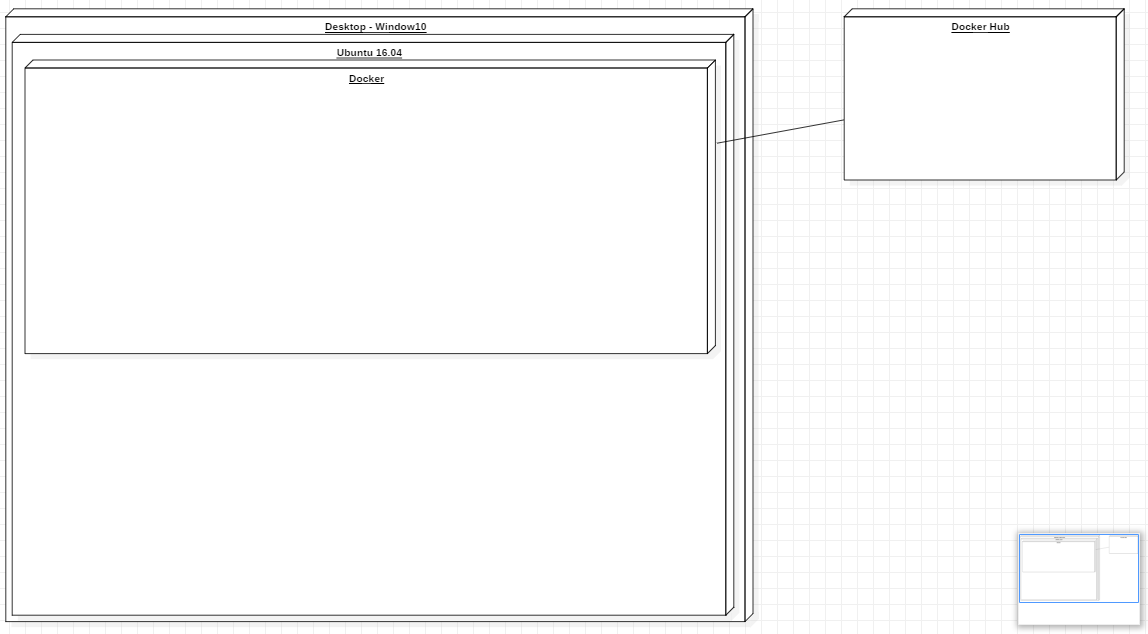 Desktop - Window10
Docker Hub
Ubuntu 16.04
Docker